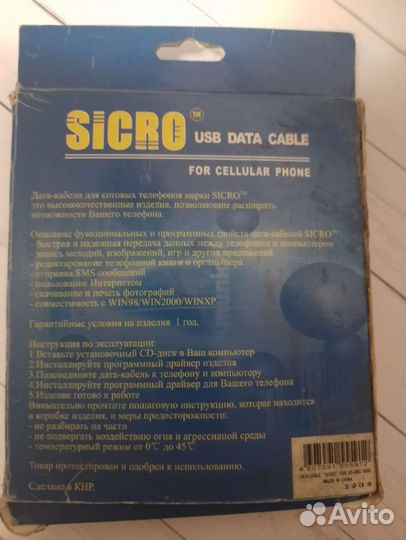 SiCRO™ USB DATA CABLE
FOR CELLULAR PHONE
Дата-кабели для сотовых телефонов марки SICRO™
это высококачественные изделия, позволяющие расширить
возможности Вашего телефона.
Описание функциональных и программных свойств дата-кабелей SICRO™
- быстрая и надежная передача данных между телефоном и компьютером
- запись мелодий, изображений, игр и других приложений
- редактирование телефонной книги и органайзера
- отправка SMS сообщений
- пользование Интернетом
- скачивание и печать фотографий
- совместимость с WIN98/WIN2000/WINXP
Гарантийные условия на изделия 1 год.
Инструкция по эксплуатации:
1.Вставьте установочный CD-диск в Ваш компьютер
2.Инсталлируйте программный драйвер изделия
3.Подсоедините дата-кабель к телефону и компьютеру
4.Инсталлируйте программный драйвер для Вашего телефона
5.Изделие готово к работе
Внимательно прочтите пошаговую инструкцию, которая находится
в коробке изделия, и меры предосторожности:
- не разбирать на части
- не подвергать воздействию огня и агрессивной среды
- температурный режим от 0°C до 45°C
Товар протестирован и одобрен к использованию.
Сделано в КНР.
MADE IN CHINA
Avito